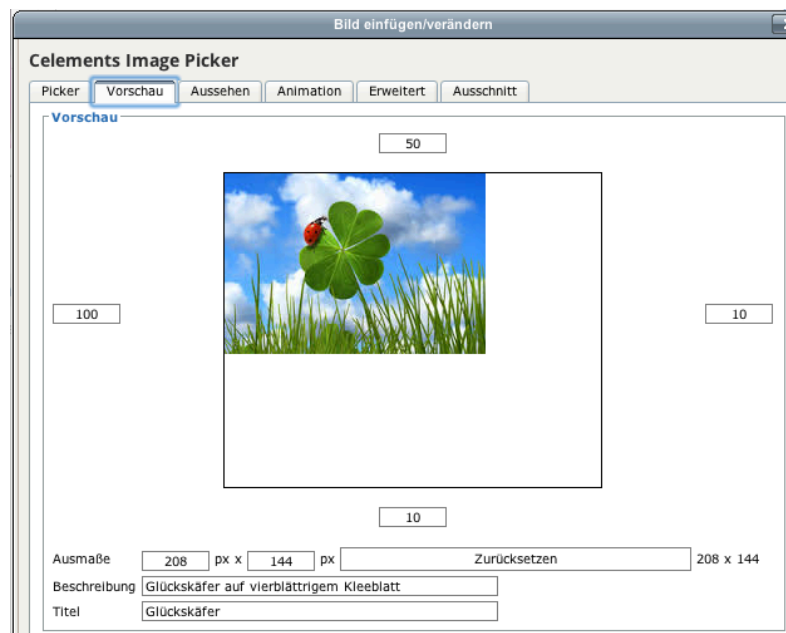 Bild einfügen/verändern
Celements Image Picker
Picker Vorschau Aussehen Animation Erweitert Ausschnitt
Vorschau
50
100 10
10
Ausmaße 208 px x 144 px Zurücksetzen 208 x 144
Beschreibung Glückskäfer auf vierblättrigem Kleeblatt
Titel Glückskäfer